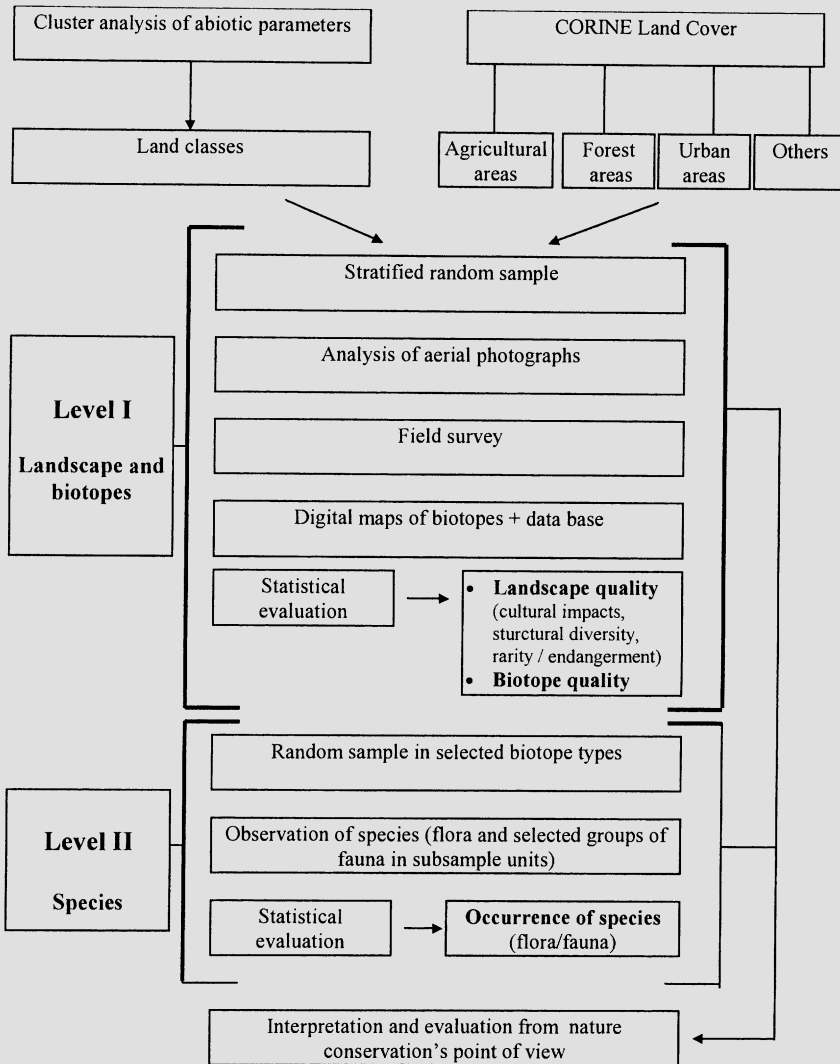 Cluster analysis of abiotic parameters
CORINE Land Cover
Land classes
Agricultural
areas
Forest
areas
Urban
areas
Others
Stratified random sample
Analysis of aerial photographs
Level I
Landscape and
biotopes
Field survey
Digital maps of biotopes + data base
Statistical
evaluation
• Landscape quality
(cultural impacts,
sturctural diversity,
rarity / endangerment)
• Biotope quality
Random sample in selected biotope types
Level II
Species
Observation of species (flora and selected groups of
fauna in subsample units)
Statistical
evaluation
Occurrence of species
(flora/fauna)
Interpretation and evaluation from nature
conservation's point of view